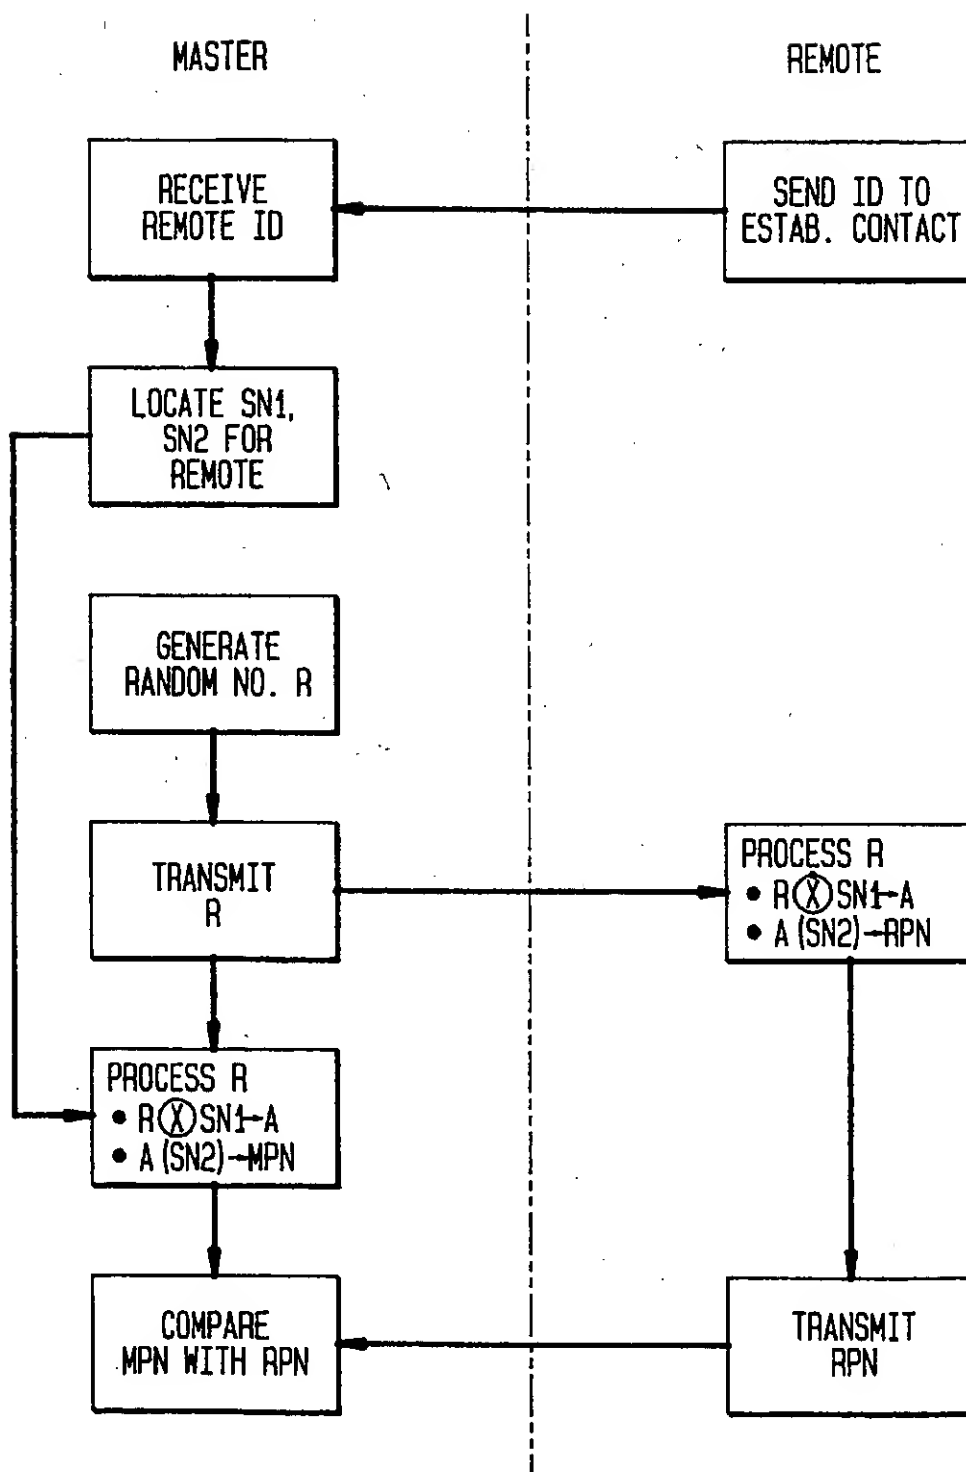 MASTER
REMOTE
RECEIVE
REMOTE ID
SEND ID TO
ESTAB. CONTACT
LOCATE SN1,
SN2 FOR
REMOTE
GENERATE
RANDOM NO. R
TRANSMIT
R
PROCESS R
• R Ⓧ SN1→A
• A (SN2)→RPN
PROCESS R
• R Ⓧ SN1→A
• A (SN2)→MPN
COMPARE
MPN WITH RPN
TRANSMIT
RPN